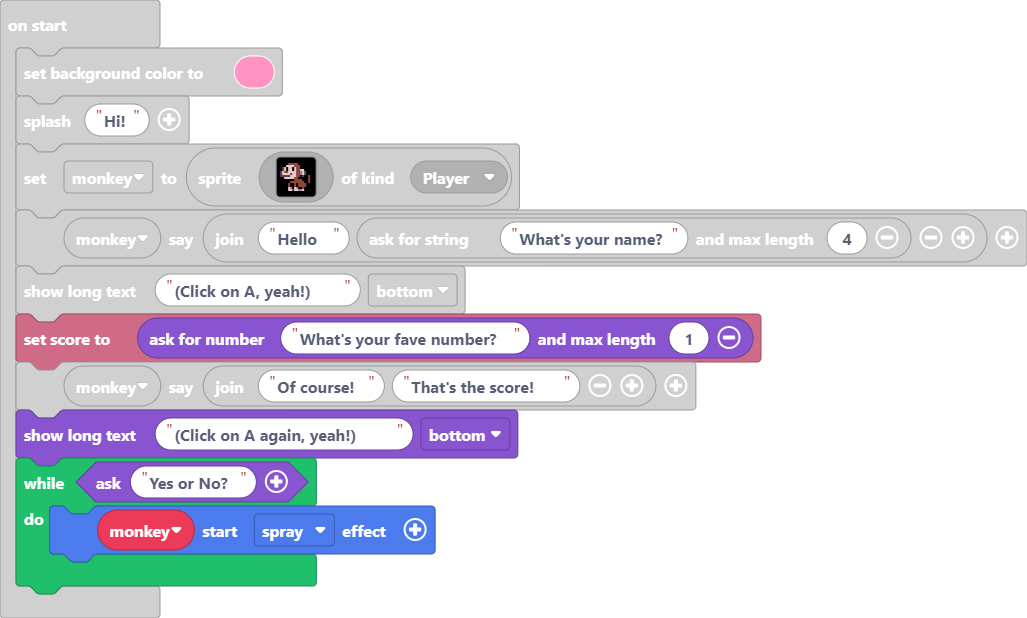 on start
set background color to
splash "Hi!"
set monkey to sprite of kind Player
monkey say join "Hello " ask for string "What's your name?" and max length 4
show long text "(Click on A, yeah!)" bottom
set score to ask for number "What's your fave number?" and max length 1
monkey say join "Of course! " "That's the score!"
show long text "(Click on A again, yeah!)" bottom
while ask "Yes or No?"
do monkey start spray effect